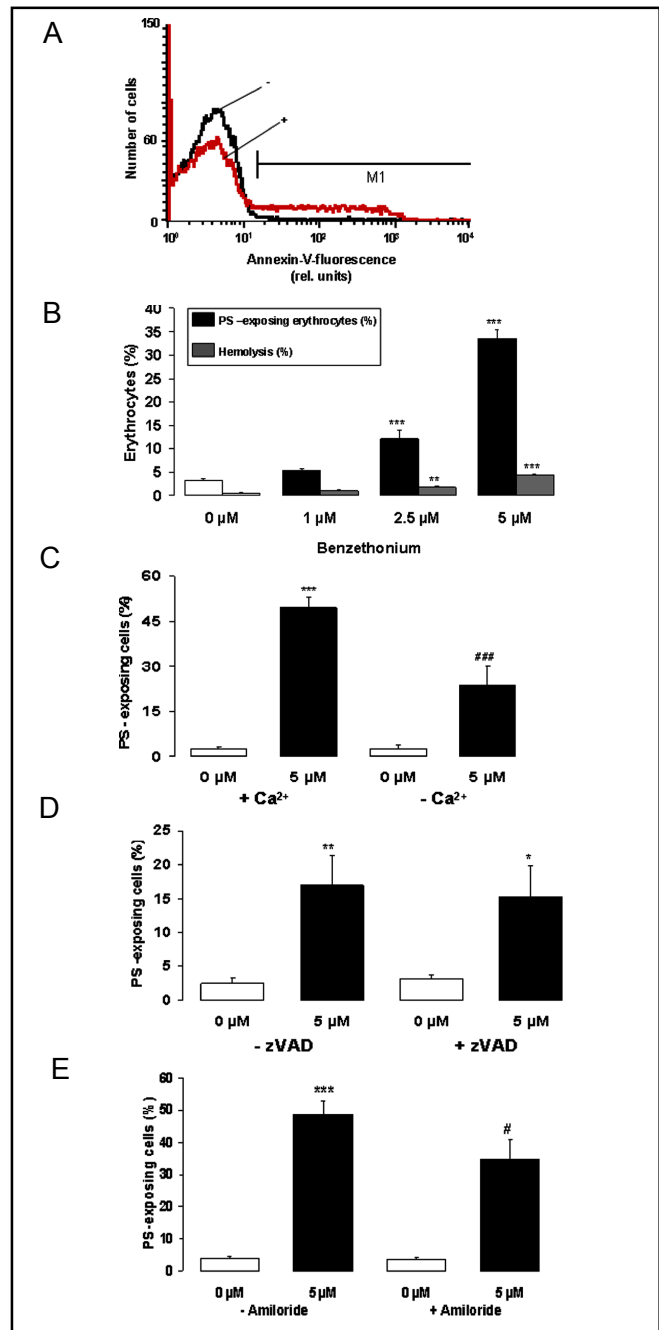 A
150
Number of cells
60
0
-
+
M1
10⁰ 10¹ 10² 10³ 10⁴
Annexin-V-fluorescence
(rel. units)
B
40
35
30
25
20
15
10
5
0
Erythrocytes (%)
PS –exposing erythrocytes (%)
Hemolysis (%)
***
**
***
***
0 µM 1 µM 2.5 µM 5 µM
Benzethonium
C
60
45
30
15
0
PS - exposing cells (%)
***
###
0 µM 5 µM 0 µM 5 µM
+ Ca²⁺ - Ca²⁺
D
25
20
15
10
5
0
PS -exposing cells (%)
**
*
0 µM 5 µM 0 µM 5 µM
- zVAD + zVAD
E
60
50
40
30
20
10
0
PS-exposing cells (%)
***
#
0 µM 5 µM 0 µM 5 µM
- Amiloride + Amiloride